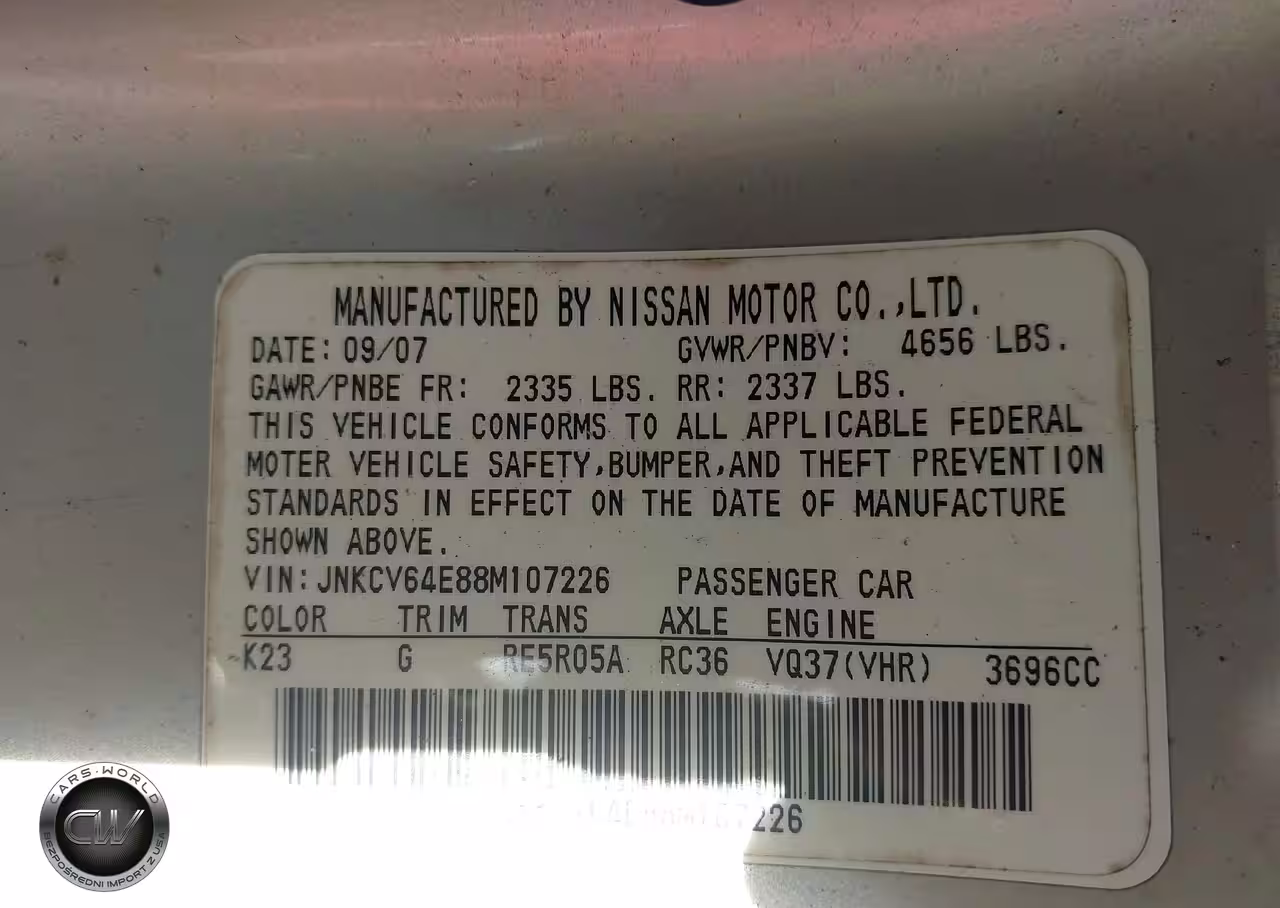 MANUFACTURED BY NISSAN MOTOR CO.,LTD.
DATE: 09/07 GVWR/PNBV: 4656 LBS.
GAWR/PNBE FR: 2335 LBS. RR: 2337 LBS.
THIS VEHICLE CONFORMS TO ALL APPLICABLE FEDERAL
MOTER VEHICLE SAFETY,BUMPER,AND THEFT PREVENTION
STANDARDS IN EFFECT ON THE DATE OF MANUFACTURE
SHOWN ABOVE.
VIN:JNKCV64E88M107226 PASSENGER CAR
COLOR TRIM TRANS AXLE ENGINE
K23 G RE5R05A RC36 VQ37(VHR) 3696CC
CARS-WORLD
CW
BEZPOŚREDNI IMPORT Z USA